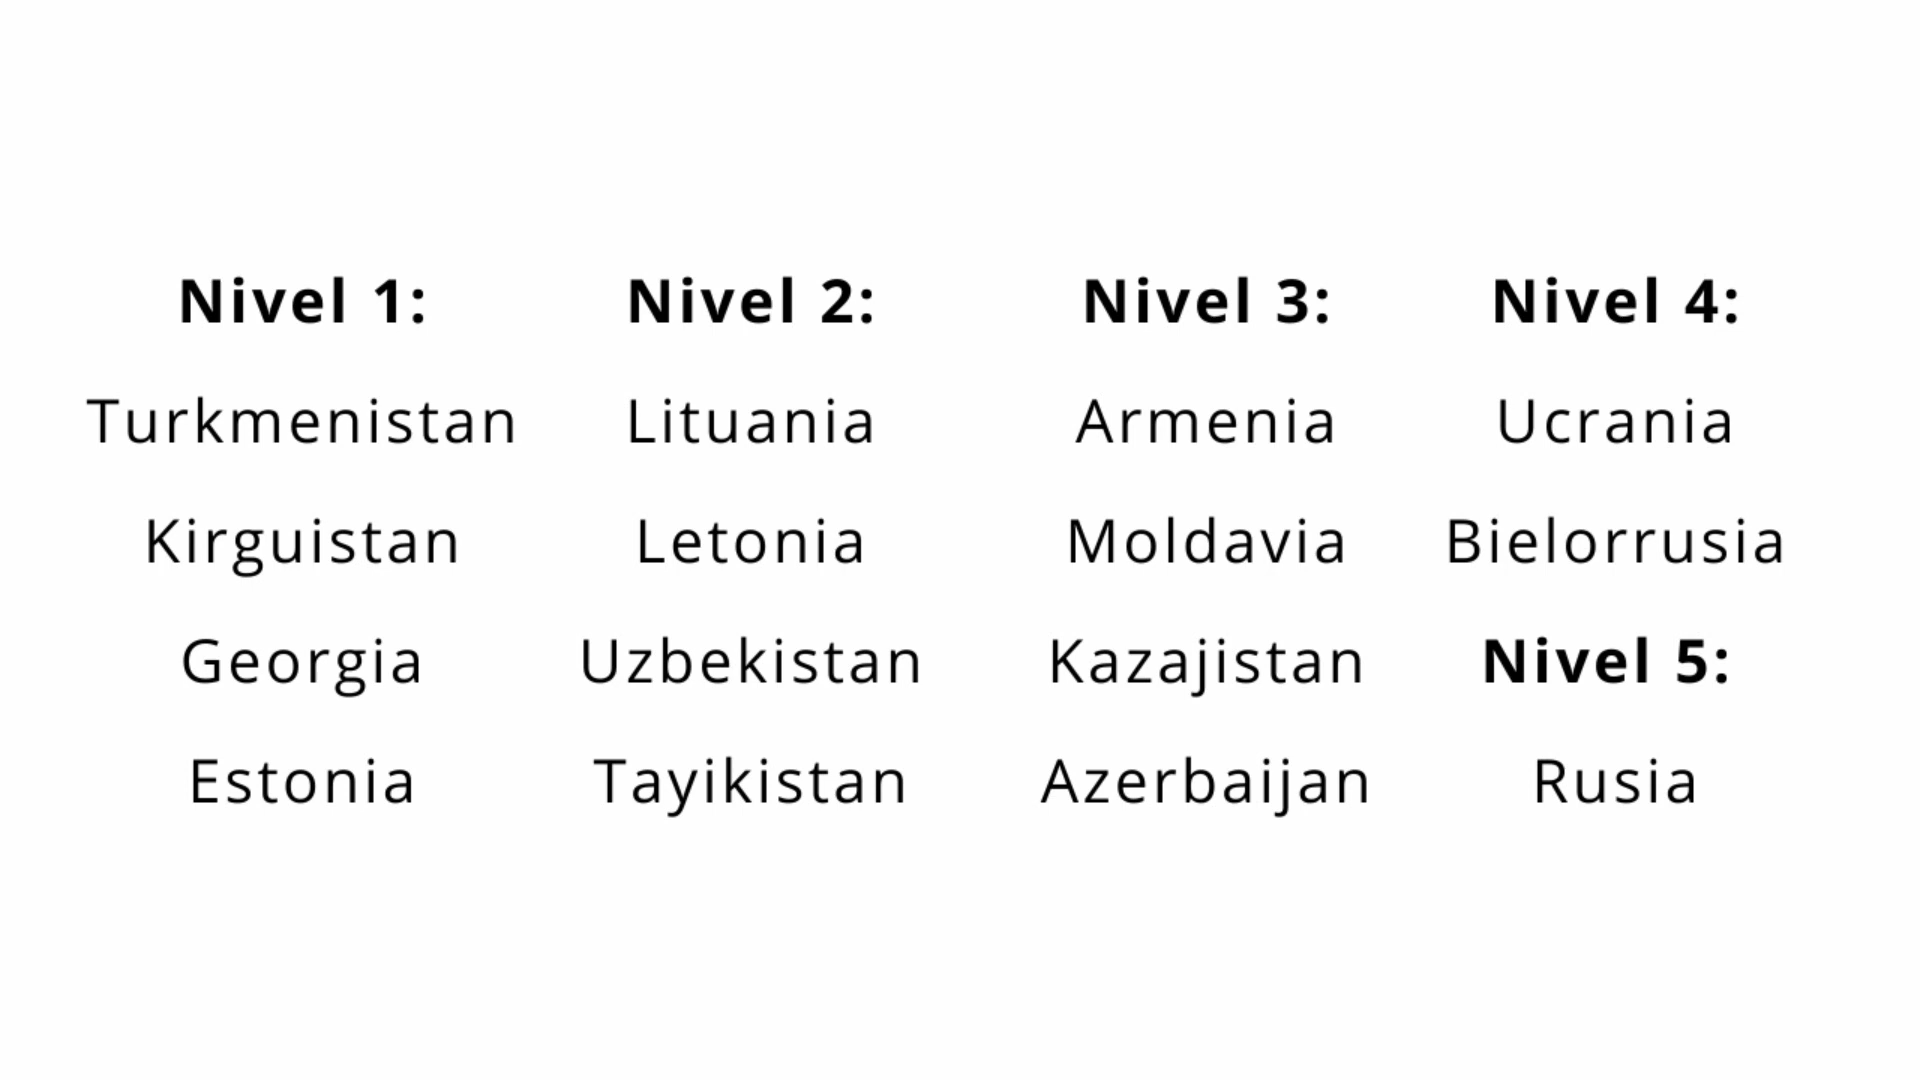 Nivel 1:
Turkmenistan
Kirguistan
Georgia
Estonia
Nivel 2:
Lituania
Letonia
Uzbekistan
Tayikistan
Nivel 3:
Armenia
Moldavia
Kazajistan
Azerbaijan
Nivel 4:
Ucrania
Bielorrusia
Nivel 5:
Rusia